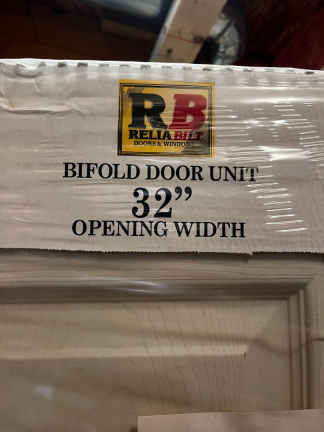 RB
RELIABILT
DOORS & WINDOWS
BIFOLD DOOR UNIT
32”
OPENING WIDTH